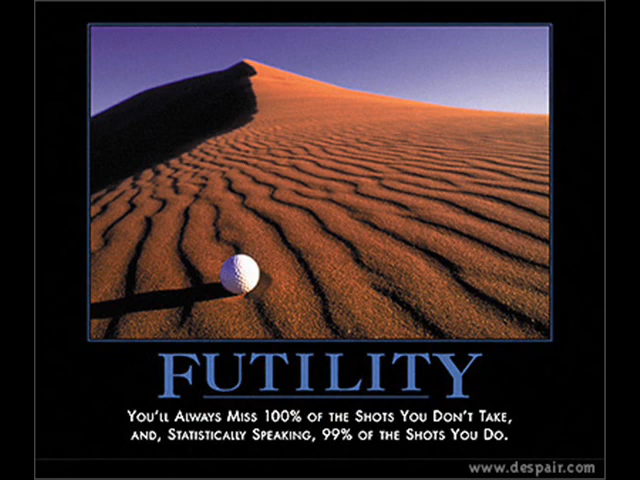 FUTILITY
YOU'LL ALWAYS MISS 100% OF THE SHOTS YOU DON'T TAKE,
AND, STATISTICALLY SPEAKING, 99% OF THE SHOTS YOU DO.
www.despair.com